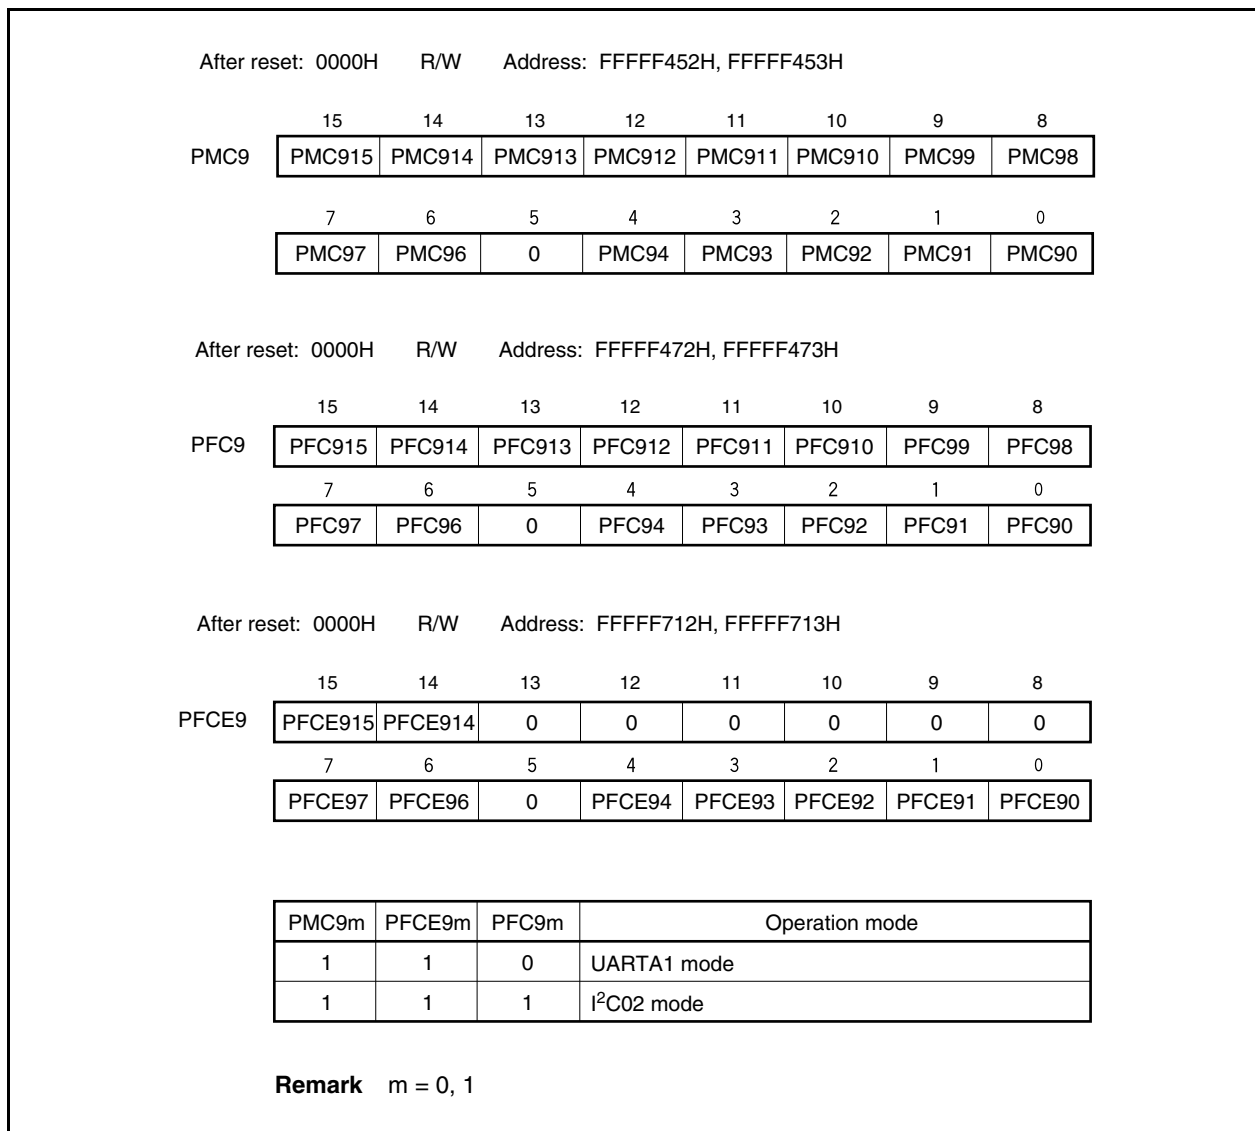 After reset: 0000H R/W Address: FFFFF452H, FFFFF453H
15 14 13 12 11 10 9 8
PMC9 PMC915 PMC914 PMC913 PMC912 PMC911 PMC910 PMC99 PMC98
7 6 5 4 3 2 1 0
PMC97 PMC96 0 PMC94 PMC93 PMC92 PMC91 PMC90
After reset: 0000H R/W Address: FFFFF472H, FFFFF473H
15 14 13 12 11 10 9 8
PFC9 PFC915 PFC914 PFC913 PFC912 PFC911 PFC910 PFC99 PFC98
7 6 5 4 3 2 1 0
PFC97 PFC96 0 PFC94 PFC93 PFC92 PFC91 PFC90
After reset: 0000H R/W Address: FFFFF712H, FFFFF713H
15 14 13 12 11 10 9 8
PFCE9 PFCE915 PFCE914 0 0 0 0 0 0
7 6 5 4 3 2 1 0
PFCE97 PFCE96 0 PFCE94 PFCE93 PFCE92 PFCE91 PFCE90
PMC9m PFCE9m PFC9m Operation mode
1 1 0 UARTA1 mode
1 1 1 I²C02 mode
Remark m = 0, 1